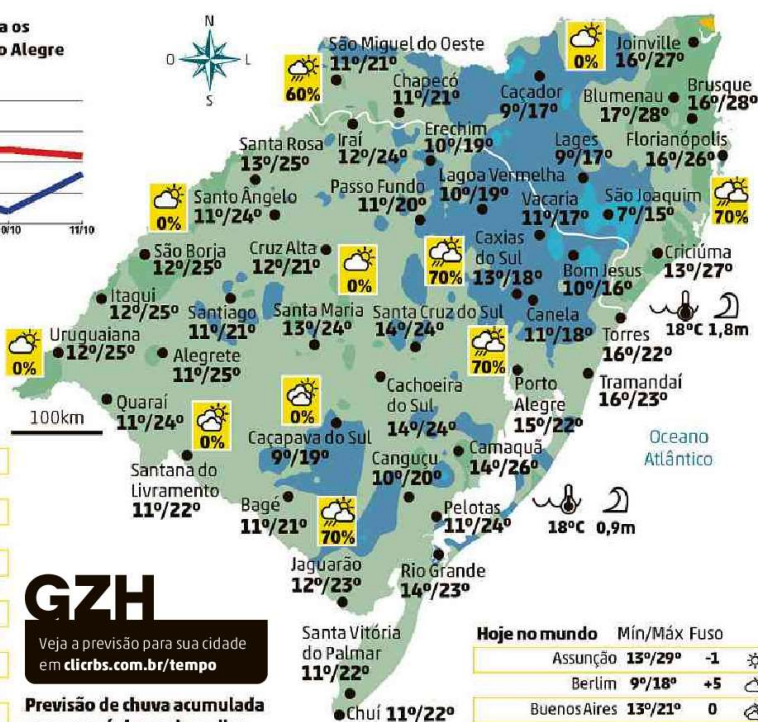 a os
o Alegre
0/10 11/10
N
O L
S
São Miguel do Oeste
11º/21º
60%
Chapecó
11º/21º
Caçador
9º/17º
0%
Joinville
16º/27º
Blumenau
17º/28º
Brusque
16º/28º
Santa Rosa
13º/25º
Iraí
12º/24º
Erechim
10º/19º
Lages
9º/17º
Florianópolis
16º/26º
0%
Santo Ângelo
11º/24º
Passo Fundo
11º/20º
Lagoa Vermelha
10º/19º
Vacaria
11º/17º
São Joaquim
7º/15º
70%
São Borja
12º/25º
Cruz Alta
12º/21º
0%
70%
Caxias
do Sul
13º/18º
Bom Jesus
10º/16º
Criciúma
13º/27º
Itaqui
12º/25º
Santiago
11º/21º
Santa Maria
13º/24º
Santa Cruz do Sul
14º/24º
Canela
11º/18º
Torres
16º/22º
18ºC 1,8m
0%
Uruguaiana
12º/25º
Alegrete
11º/25º
70%
Quaraí
11º/24º
100km
0%
0%
Cachoeira
do Sul
14º/24º
Porto
Alegre
15º/22º
Tramandaí
16º/23º
Caçapava do Sul
9º/19º
Camaquã
14º/26º
Oceano
Atlântico
Santana do
Livramento
11º/22º
Bagé
11º/21º
70%
Canguçu
10º/20º
Pelotas
11º/24º
18ºC 0,9m
Jaguarão
12º/23º
Rio Grande
14º/23º
Santa Vitória
do Palmar
11º/22º
Chuí 11º/22º
GZH
Veja a previsão para sua cidade
em clicrbs.com.br/tempo
Previsão de chuva acumulada
Hoje no mundo Mín/Máx Fuso
Assunção 13º/29º -1
Berlim 9º/18º +5
Buenos Aires 13º/21º 0